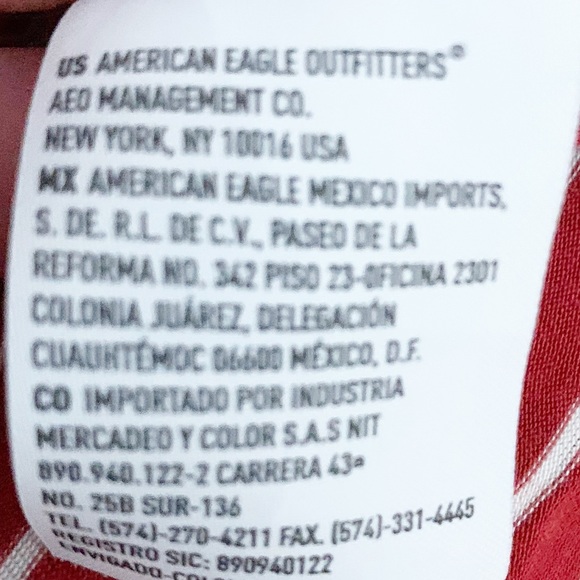 US AMERICAN EAGLE OUTFITTERS®
AEO MANAGEMENT CO.
NEW YORK, NY 10016 USA
MX AMERICAN EAGLE MEXICO IMPORTS,
S. DE. R.L. DE C.V., PASEO DE LA
REFORMA NO. 342 PISO 23-OFICINA 2301
COLONIA JUÁREZ, DELEGACIÓN
CUAUHTÉMOC 06600 MÉXICO, D.F.
CO IMPORTADO POR INDUSTRIA
MERCADEO Y COLOR S.A.S NIT
890.940.122-2 CARRERA 43ª
NO. 25B SUR-136
TEL. (574)-270-4211 FAX. (574)-331-4445
REGISTRO SIC: 890940122